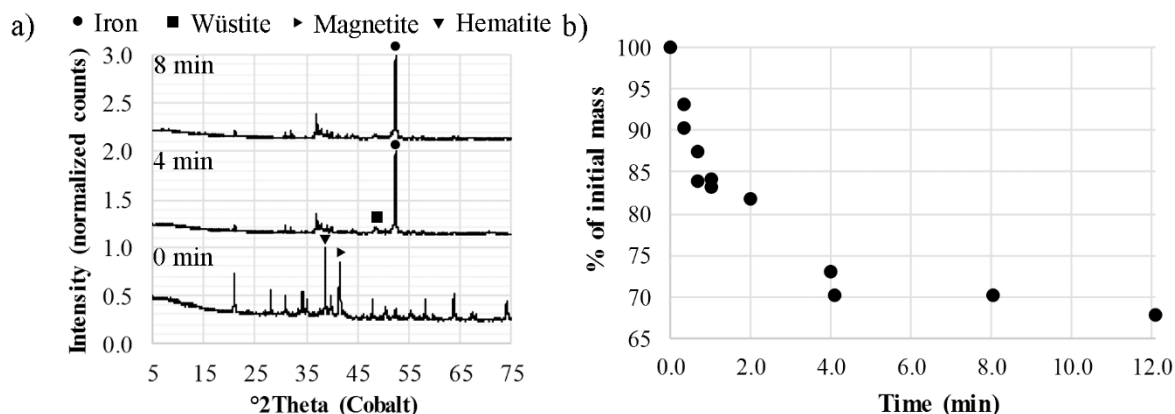 a) ● Iron ■ Wüstite ▸ Magnetite ▾ Hematite
3.0
8 min
2.5
2.0
4 min
1.5
1.0
0 min
0.5
0.0
Intensity (normalized counts)
5 15 25 35 45 55 65 75
°2Theta (Cobalt)
b)
100
95
90
85
80
75
70
65
% of initial mass
0.0 2.0 4.0 6.0 8.0 10.0 12.0
Time (min)